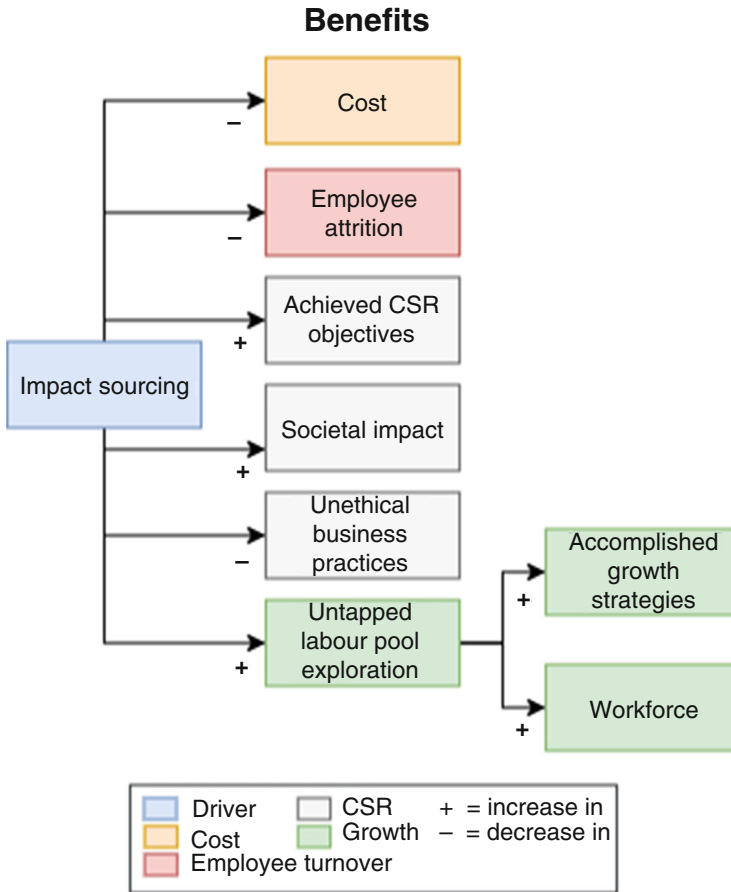 Benefits
Cost
−
Employee
attrition
−
Achieved CSR
objectives
+
Impact sourcing
Societal impact
+
Unethical
business
practices
−
Accomplished
growth
strategies
+
Untapped
labour pool
exploration
+
Workforce
+
Driver CSR + = increase in
Cost Growth − = decrease in
Employee turnover